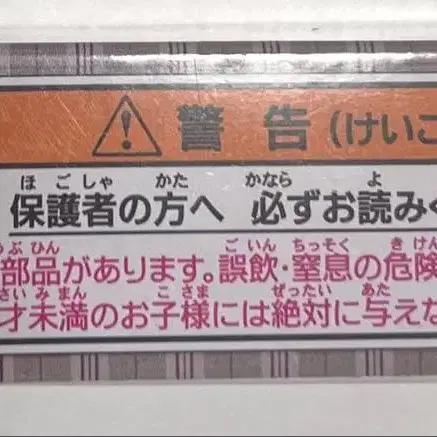 警告(けいこ
ほごしゃ かた かなら よ
保護者の方へ 必ずお読み
ぶひん ごいん ちっそく きけん
部品があります。誤飲・窒息の危険
さいみまん こさま ぜったい あた
才未満のお子様には絶対に与えな